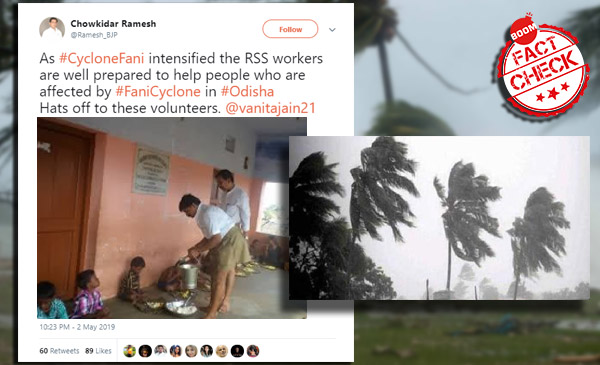 Chowkidar Ramesh
@Ramesh_BJP
Follow
As #CycloneFani intensified the RSS workers
are well prepared to help people who are
affected by #FaniCyclone in #Odisha
Hats off to these volunteers. @vanitajain21
10:23 PM - 2 May 2019
60 Retweets 89 Likes
BOOM
FACT
CHECK